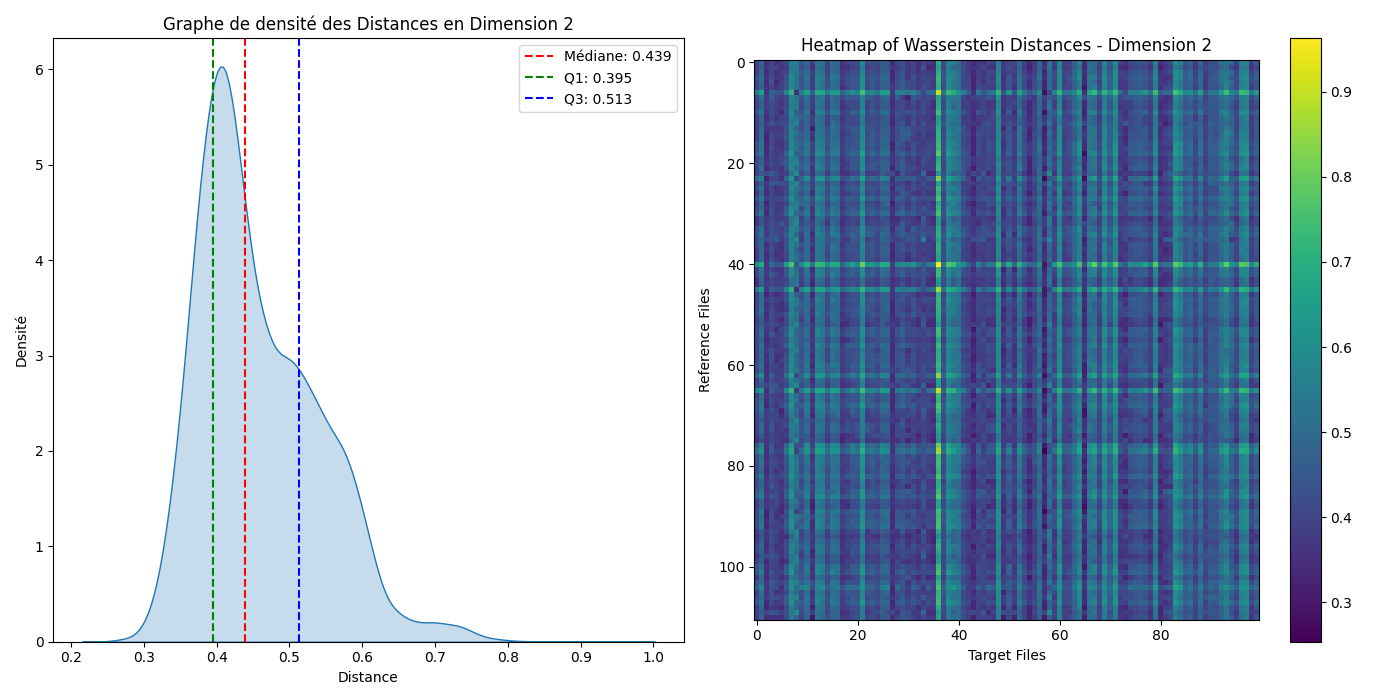 Graphe de densité des Distances en Dimension 2
Médiane: 0.439
Q1: 0.395
Q3: 0.513
Densité
6
5
4
3
2
1
0
0.2 0.3 0.4 0.5 0.6 0.7 0.8 0.9 1.0
Distance
Heatmap of Wasserstein Distances - Dimension 2
Reference Files
0
20
40
60
80
100
0 20 40 60 80
Target Files
0.9
0.8
0.7
0.6
0.5
0.4
0.3